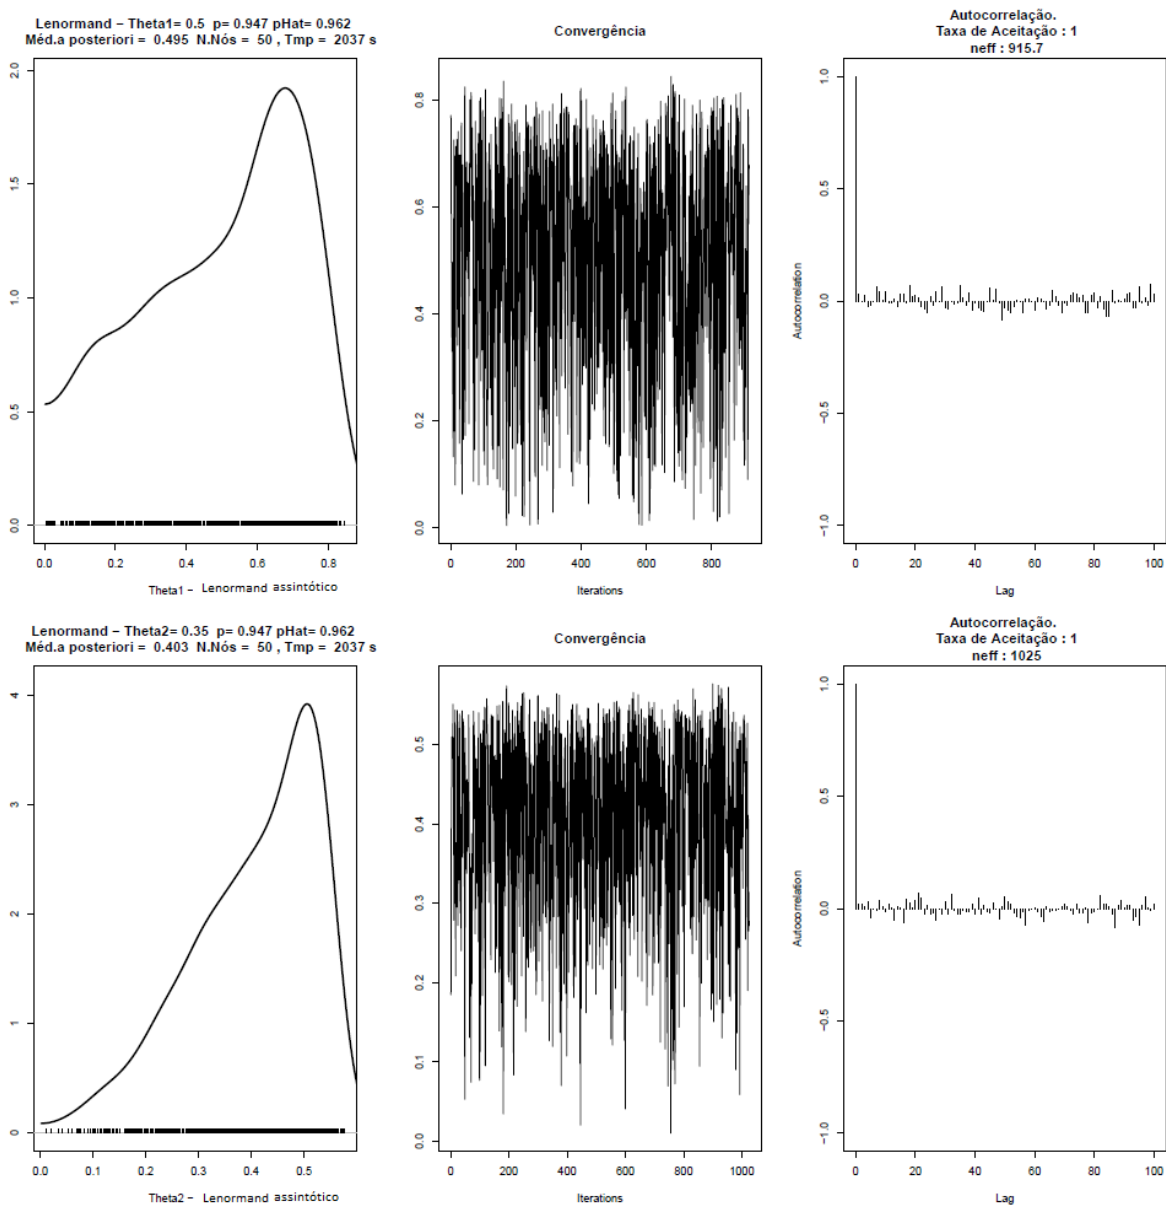 Lenormand – Theta1= 0.5 p= 0.947 pHat= 0.962
Méd.a posteriori = 0.495 N.Nós = 50 , Tmp = 2037 s
0.0
0.5
1.0
1.5
2.0
0.0 0.2 0.4 0.6 0.8
Theta1 – Lenormand assintótico
Convergência
0.0
0.2
0.4
0.6
0.8
0 200 400 600 800
Iterations
Autocorrelação.
Taxa de Aceitação : 1
neff : 915.7
Autocorrelation
−1.0
−0.5
0.0
0.5
1.0
0 20 40 60 80 100
Lag
Lenormand – Theta2= 0.35 p= 0.947 pHat= 0.962
Méd.a posteriori = 0.403 N.Nós = 50 , Tmp = 2037 s
0
1
2
3
4
0.0 0.1 0.2 0.3 0.4 0.5
Theta2 – Lenormand assintótico
Convergência
0.0
0.1
0.2
0.3
0.4
0.5
0 200 400 600 800 1000
Iterations
Autocorrelação.
Taxa de Aceitação : 1
neff : 1025
Autocorrelation
−1.0
−0.5
0.0
0.5
1.0
0 20 40 60 80 100
Lag